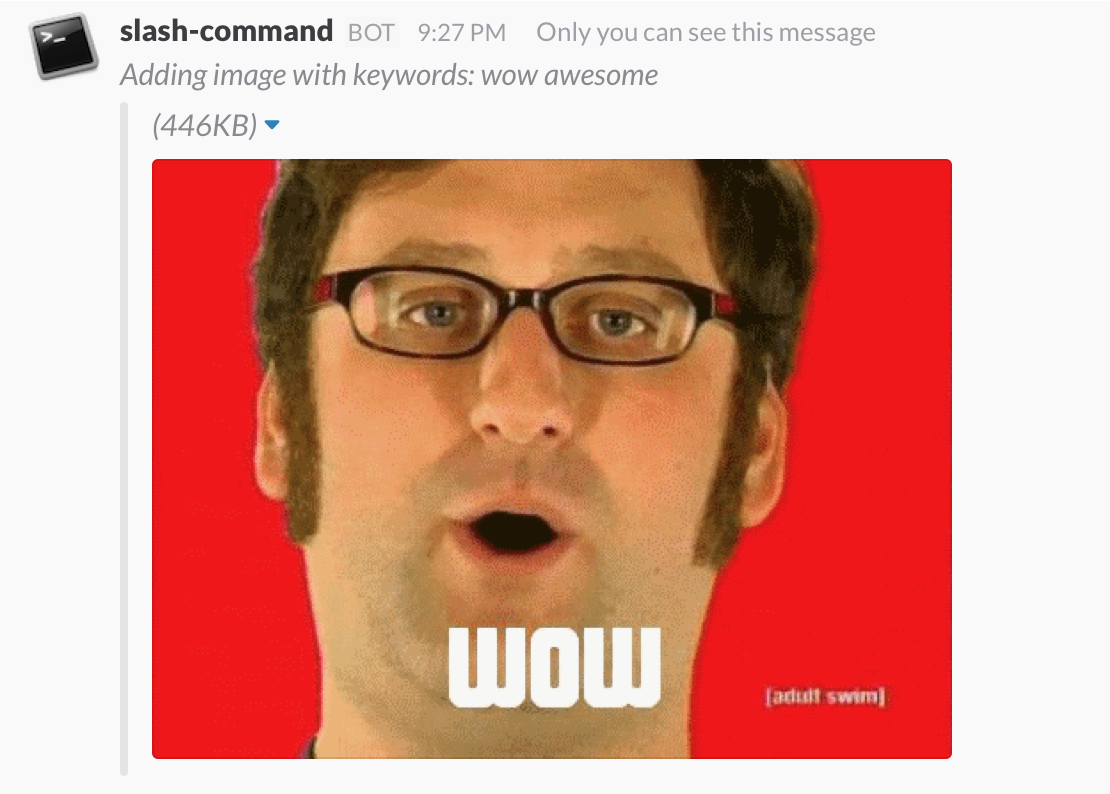 slash-command BOT 9:27 PM Only you can see this message
Adding image with keywords: wow awesome
(446KB)
WOW
[adult swim]